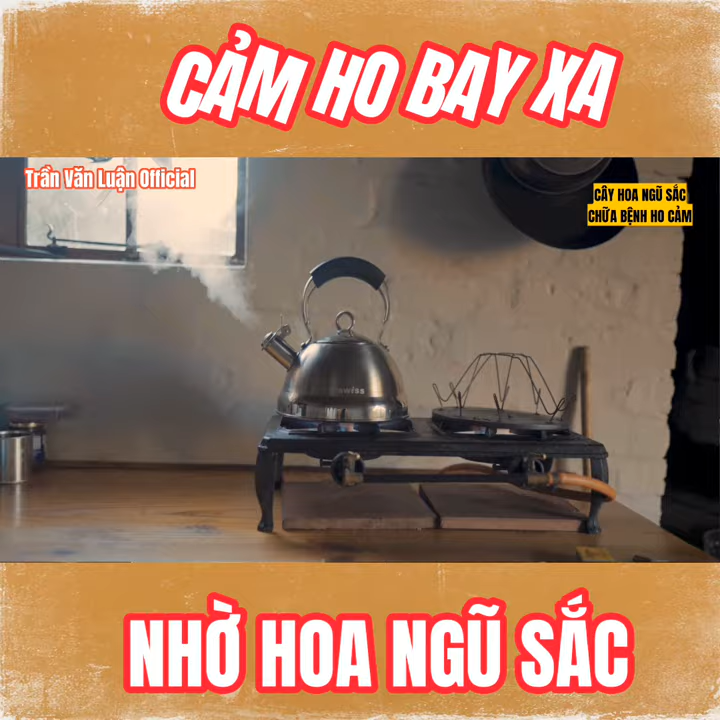 CẢM HO BAY XA
Trần Văn Luận Official
CÂY HOA NGŨ SẮC
CHỮA BỆNH HO CẢM
NHỜ HOA NGŨ SẮC